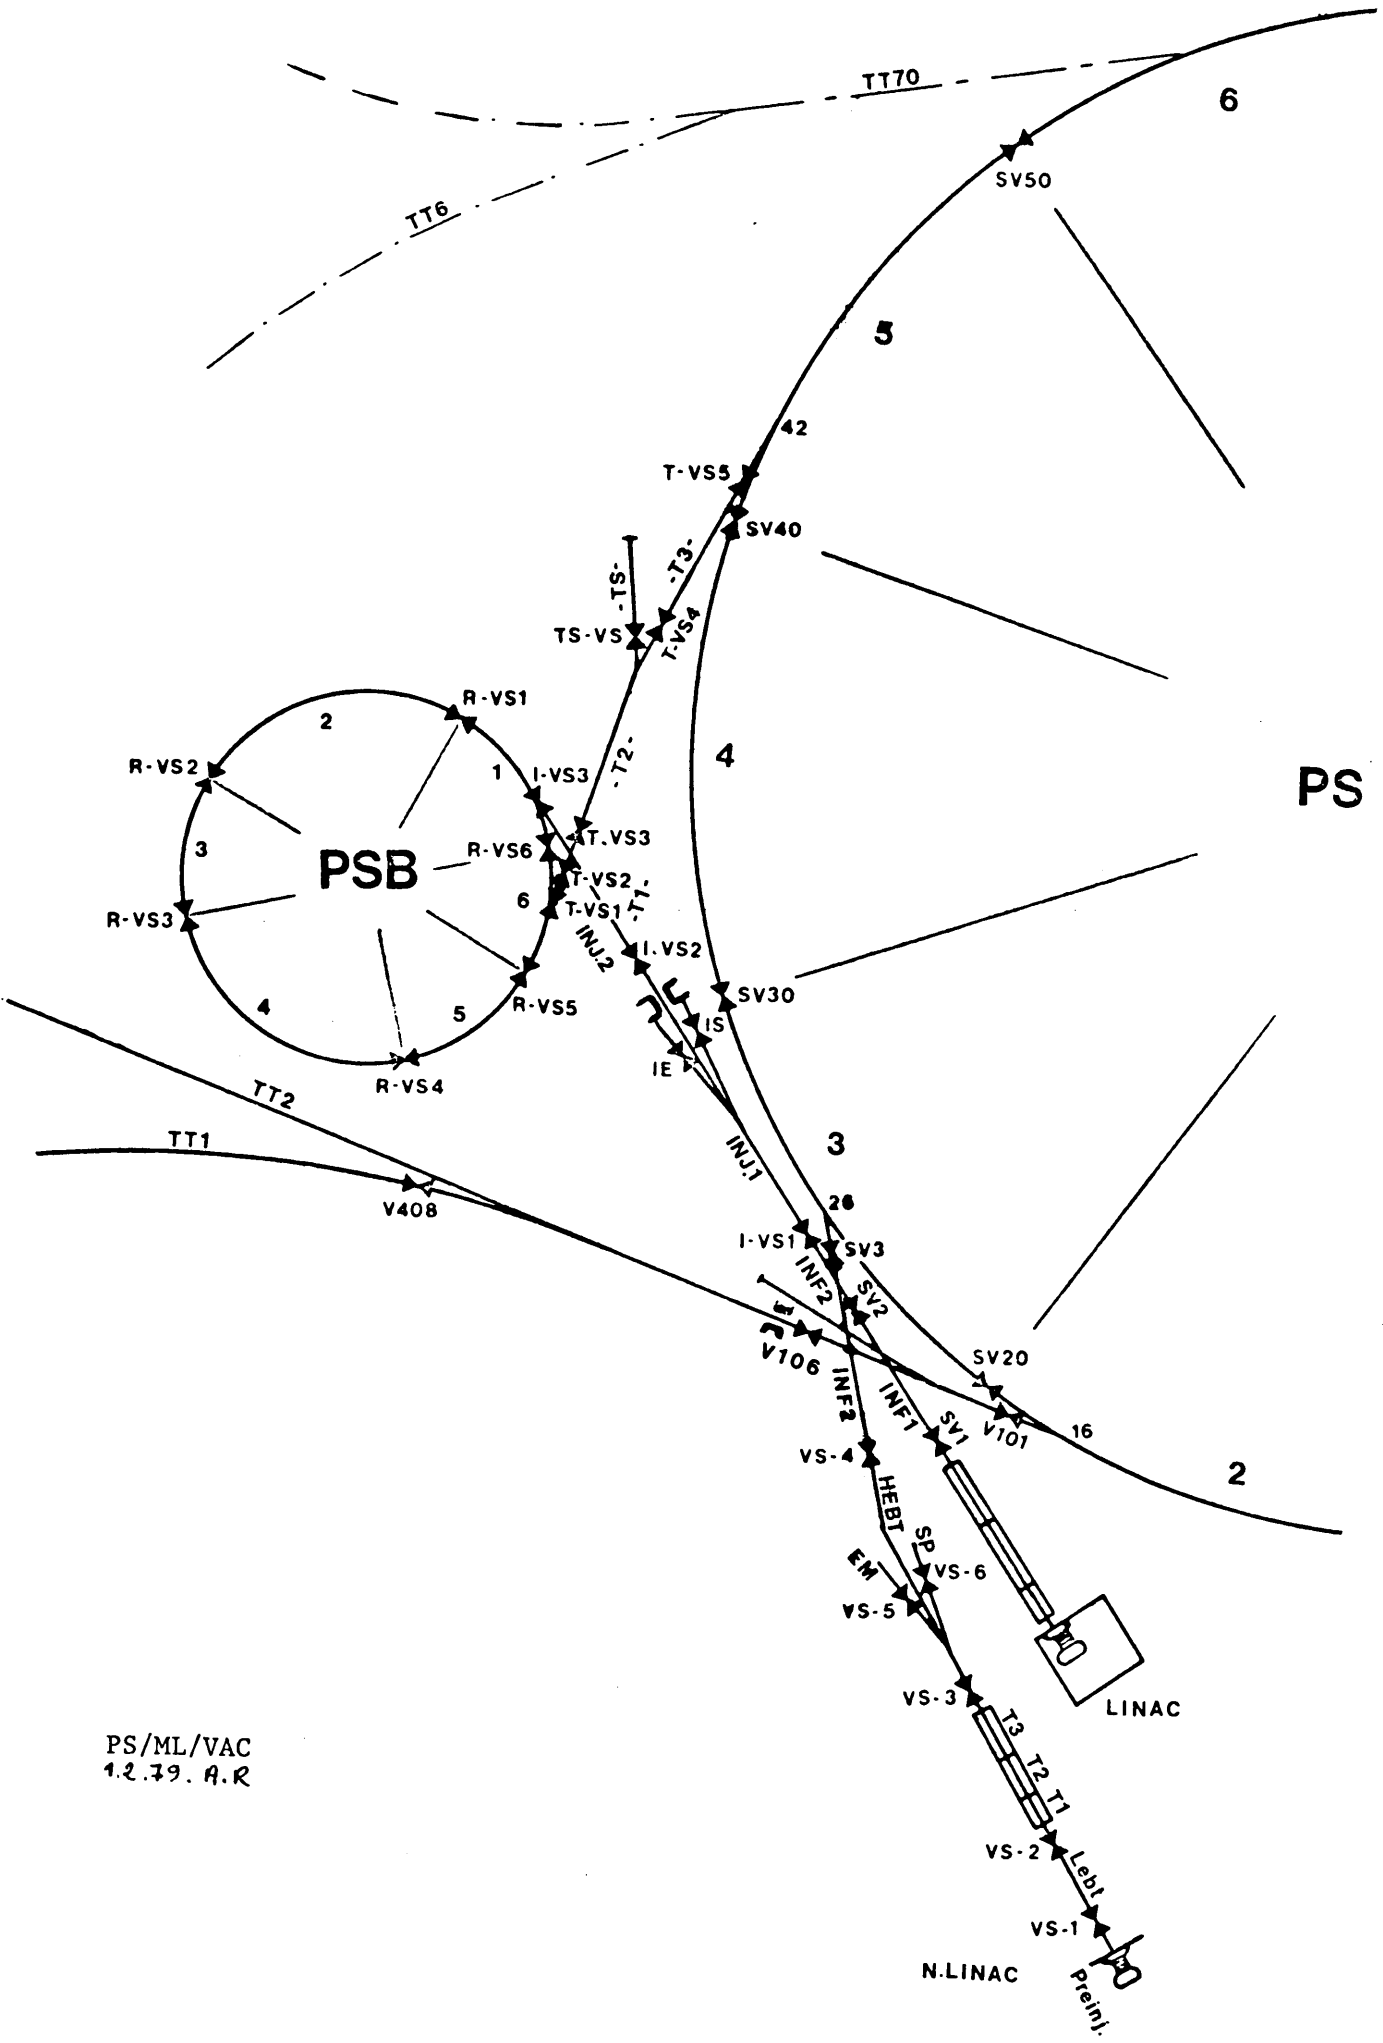 TT70
6
SV50
TT6
5
42
T-VS5
SV40
-T3-
-TS-
TS-VS
T-VS4
R-VS1
2
4
-T2-
R-VS2
1
I-VS3
PS
3
T.VS3
R-VS6
PSB
T-VS2
6
T-VS1
-T1-
R-VS3
INJ.2
I.VS2
SV30
R-VS5
4
5
IS
IE
R-VS4
TT2
TT1
3
INJ.1
V408
26
I-VS1
SV3
INF2
SV2
IE
V106
SV20
INF2
INF1
SV1
V101
16
VS-4
2
HEBT
SP
EM
VS-6
VS-5
VS-3
LINAC
T3
T2
T1
PS/ML/VAC
1.2.79. A.R
VS-2
Lebt
VS-1
N.LINAC
Preinj.